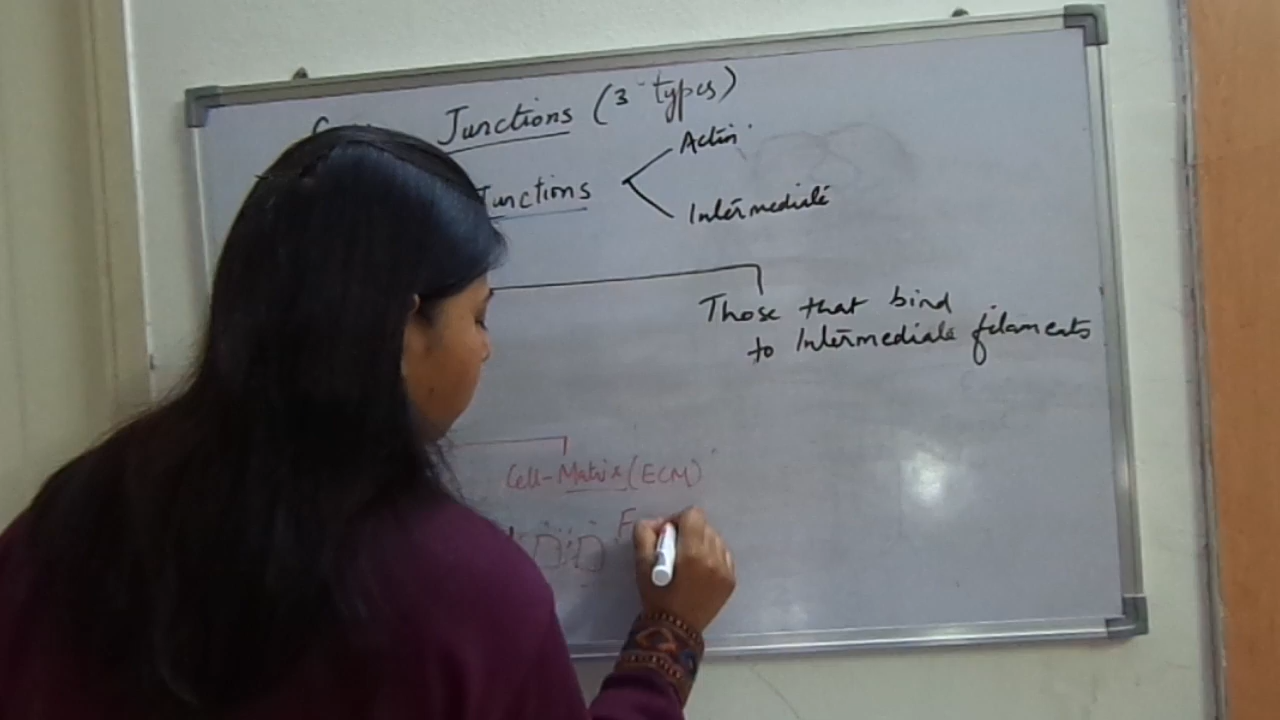 Junctions (3 types)
Actin
Junctions
Intermediate
Those that bind
to Intermediate filaments
Cell-Matrix (ECM)
F